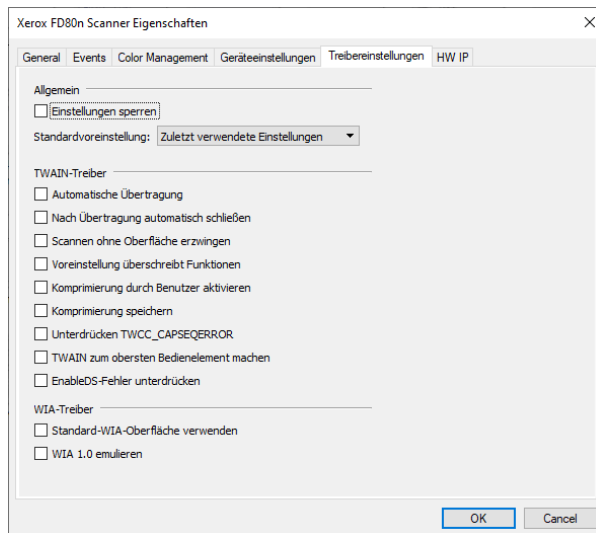 Xerox FD80n Scanner Eigenschaften
General Events Color Management Geräteeinstellungen Treibereinstellungen HW IP
Allgemein
Einstellungen sperren
Standardvoreinstellung: Zuletzt verwendete Einstellungen
TWAIN-Treiber
Automatische Übertragung
Nach Übertragung automatisch schließen
Scannen ohne Oberfläche erzwingen
Voreinstellung überschreibt Funktionen
Komprimierung durch Benutzer aktivieren
Komprimierung speichern
Unterdrücken TWCC_CAPSEQERROR
TWAIN zum obersten Bedienelement machen
EnableDS-Fehler unterdrücken
WIA-Treiber
Standard-WIA-Oberfläche verwenden
WIA 1.0 emulieren
OK Cancel